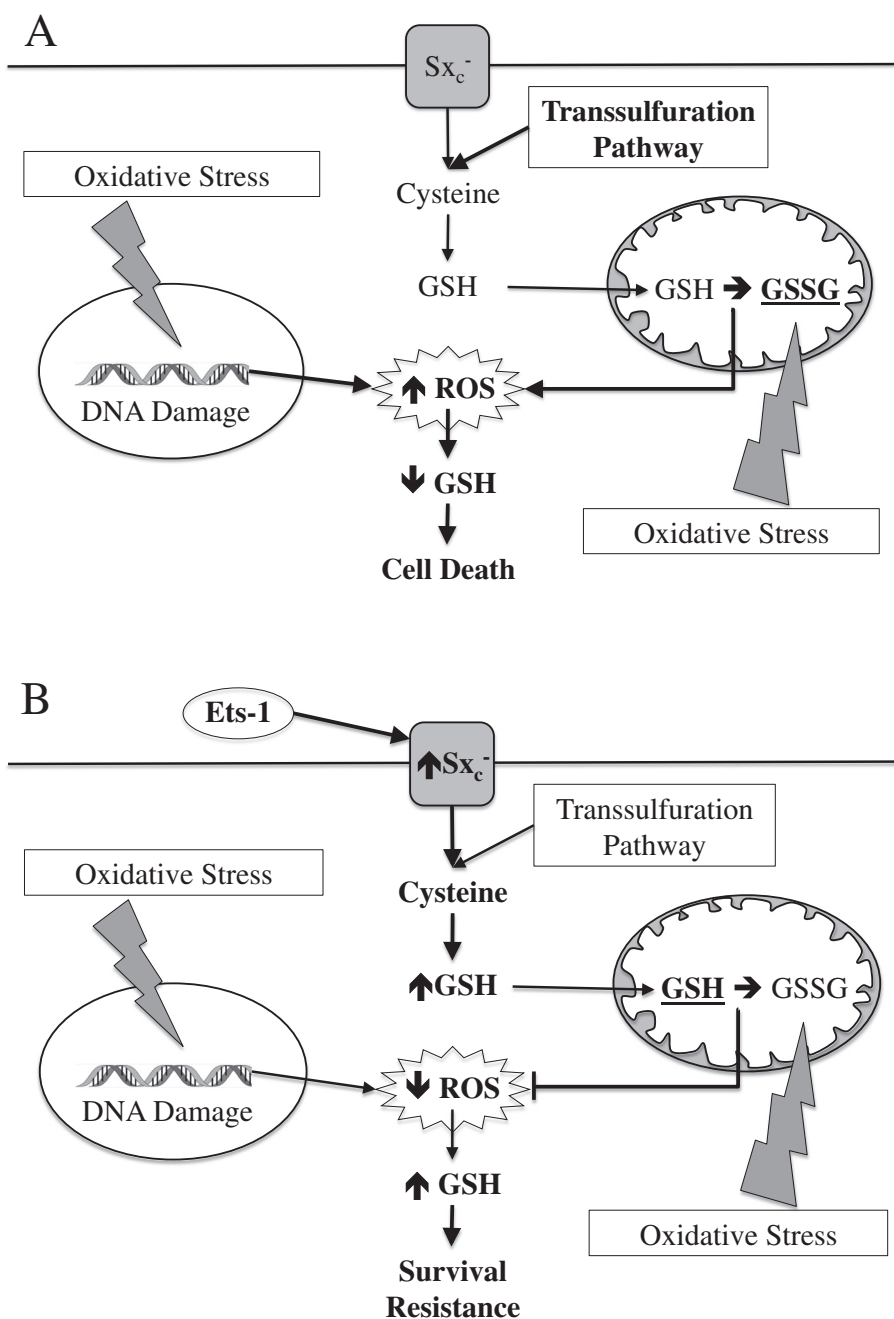 A
Sxc-
Transsulfuration
Pathway
Oxidative Stress
Cysteine
GSH
GSH ➔ GSSG
DNA Damage
↑ ROS
↓ GSH
Oxidative Stress
Cell Death
B
Ets-1
↑Sxc-
Transsulfuration
Pathway
Oxidative Stress
Cysteine
↑GSH
GSH ➔ GSSG
DNA Damage
↓ ROS
↑ GSH
Oxidative Stress
Survival
Resistance